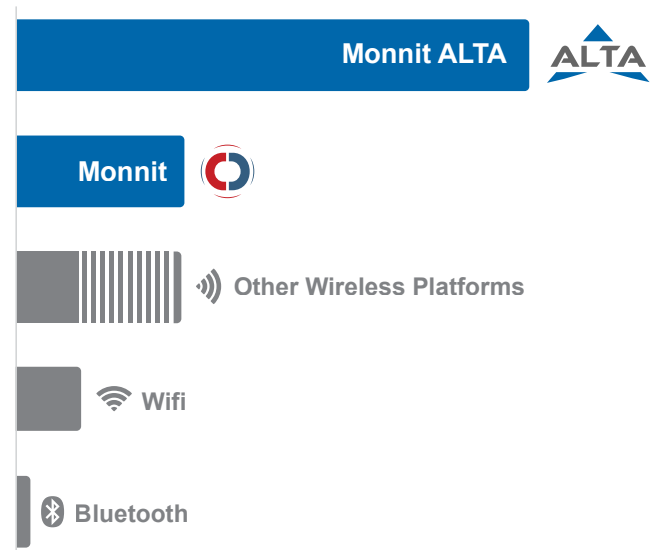 Monnit ALTA
ALTA
Monnit
Other Wireless Platforms
Wifi
Bluetooth